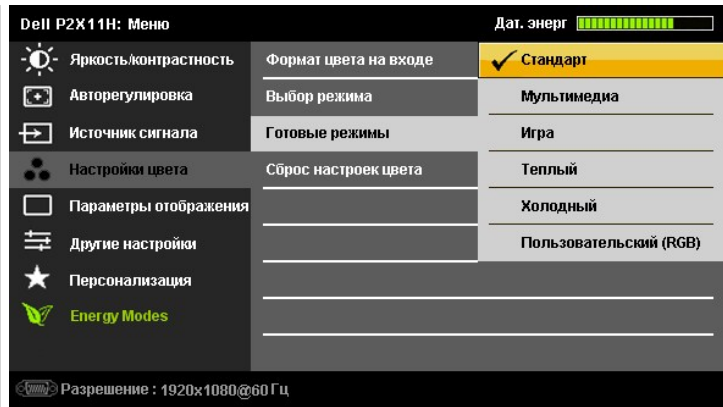 Dell P2X11H: Меню
Дат. энерг
Яркость/контрастность
Формат цвета на входе
Стандарт
Авторегулировка
Выбор режима
Мультимедиа
Источник сигнала
Готовые режимы
Игра
Настройки цвета
Сброс настроек цвета
Теплый
Параметры отображения
Холодный
Другие настройки
Пользовательский (RGB)
Персонализация
Energy Modes
Разрешение : 1920x1080@60 Гц